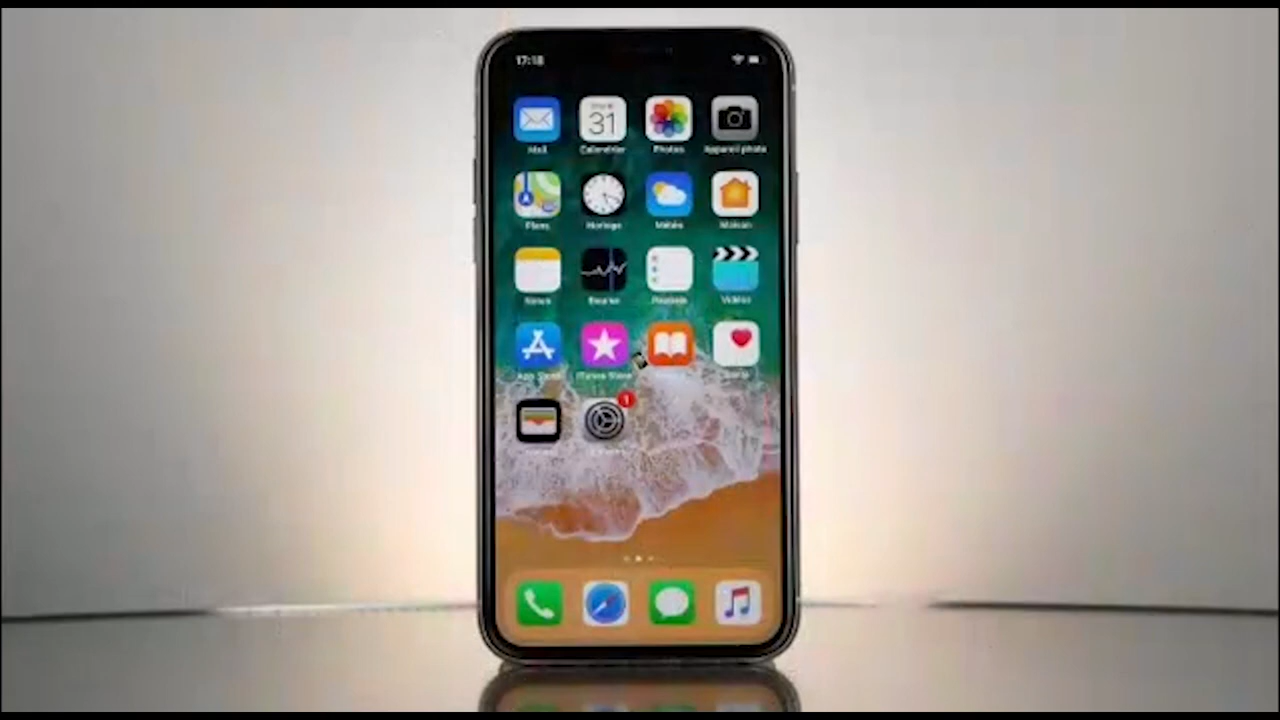 17:18
31
Mail Calendrier Photos Appareil photo
Plans Horloge Météo Maison
Notes Bourse Rappels Vidéos
App Store iTunes Store
1